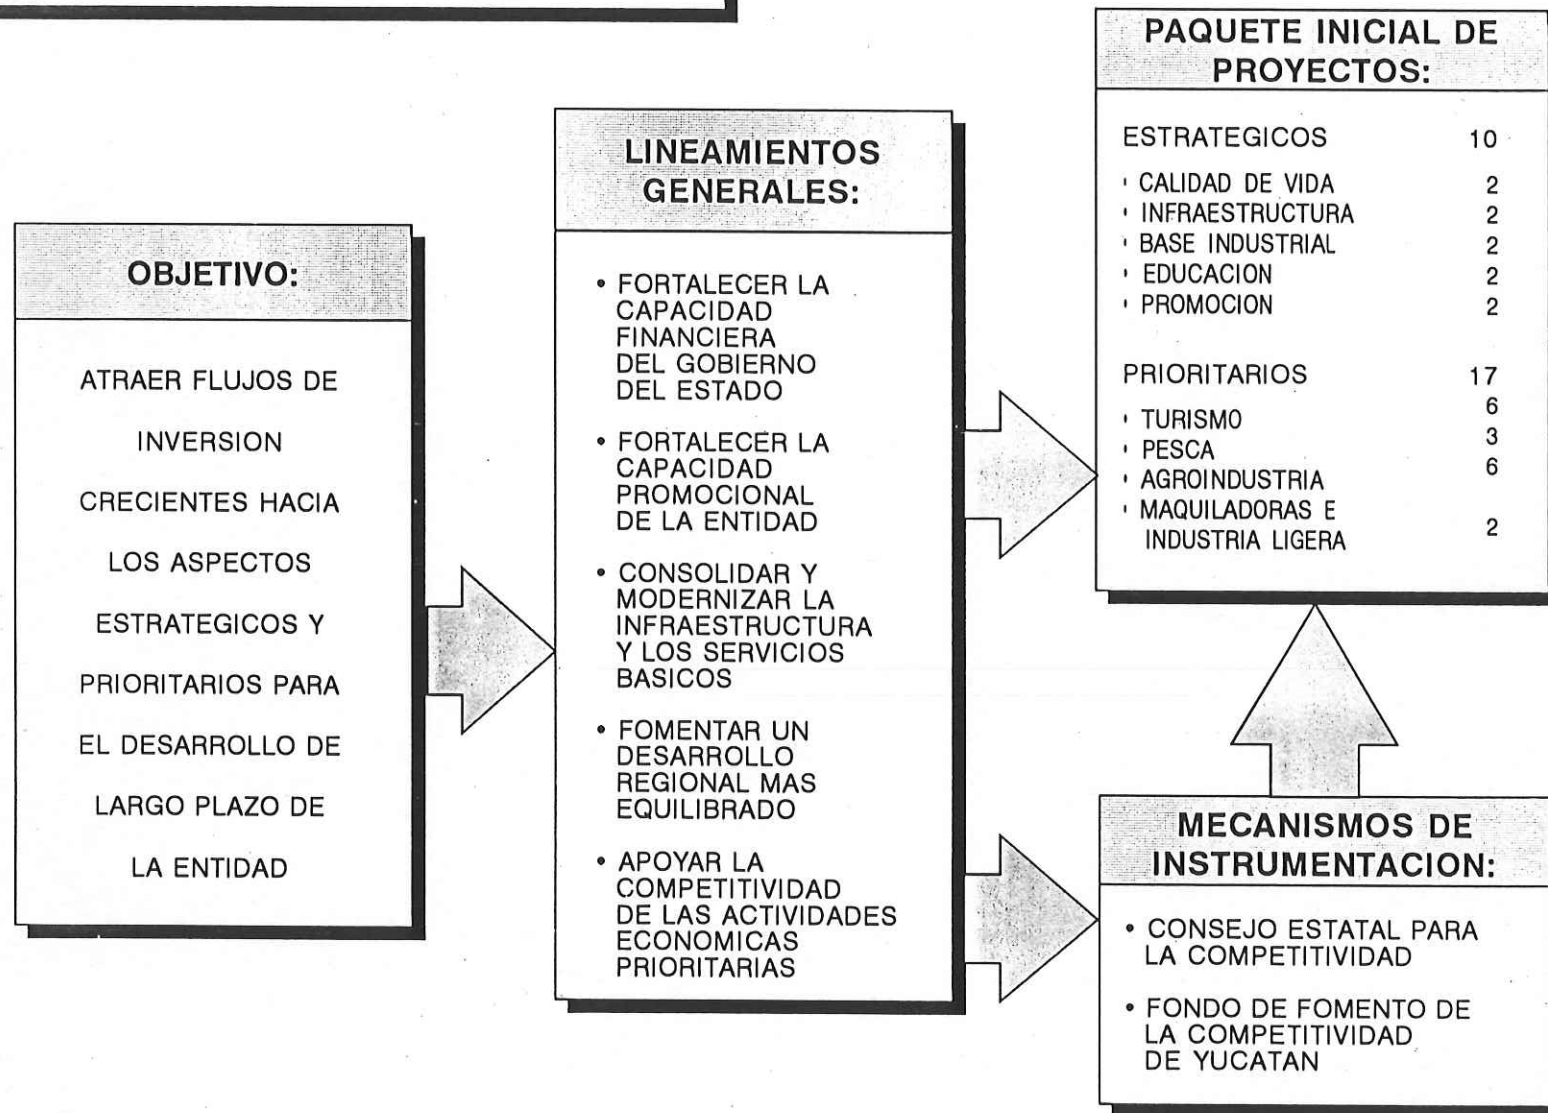 OBJETIVO:
ATRAER FLUJOS DE
INVERSION
CRECIENTES HACIA
LOS ASPECTOS
ESTRATEGICOS Y
PRIORITARIOS PARA
EL DESARROLLO DE
LARGO PLAZO DE
LA ENTIDAD
LINEAMIENTOS
GENERALES:
• FORTALECER LA
CAPACIDAD
FINANCIERA
DEL GOBIERNO
DEL ESTADO
• FORTALECER LA
CAPACIDAD
PROMOCIONAL
DE LA ENTIDAD
• CONSOLIDAR Y
MODERNIZAR LA
INFRAESTRUCTURA
Y LOS SERVICIOS
BASICOS
• FOMENTAR UN
DESARROLLO
REGIONAL MAS
EQUILIBRADO
• APOYAR LA
COMPETITIVIDAD
DE LAS ACTIVIDADES
ECONOMICAS
PRIORITARIAS
PAQUETE INICIAL DE
PROYECTOS:
ESTRATEGICOS 10
' CALIDAD DE VIDA 2
' INFRAESTRUCTURA 2
' BASE INDUSTRIAL 2
' EDUCACION 2
' PROMOCION 2
PRIORITARIOS 17
' TURISMO 6
' PESCA 3
' AGROINDUSTRIA 6
' MAQUILADORAS E
INDUSTRIA LIGERA 2
MECANISMOS DE
INSTRUMENTACION:
• CONSEJO ESTATAL PARA
LA COMPETITIVIDAD
• FONDO DE FOMENTO DE
LA COMPETITIVIDAD
DE YUCATAN